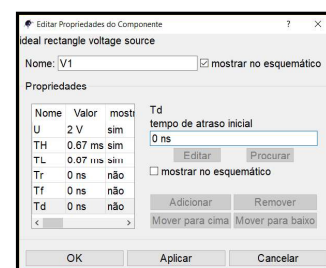 Editar Propriedades do Componente ? ×
ideal rectangle voltage source
Nome: V1 mostrar no esquemático
Propriedades
Nome Valor mostr
U 2 V sim
TH 0.67 ms sim
TL 0.67 ms sim
Tr 0 ns não
Tf 0 ns não
Td 0 ns não
Td
tempo de atraso inicial
0 ns
Editar Procurar
mostrar no esquemático
Adicionar Remover
Mover para cima Mover para baixo
OK Aplicar Cancelar